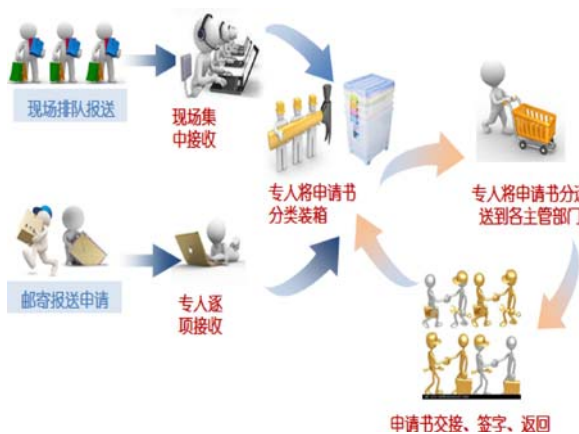 现场排队报送
现场集
中接收
专人将申请书
分类装箱
专人将申请书分
送到各主管部门
邮寄报送申请
专人逐
项接收
申请书交接、签字、返回